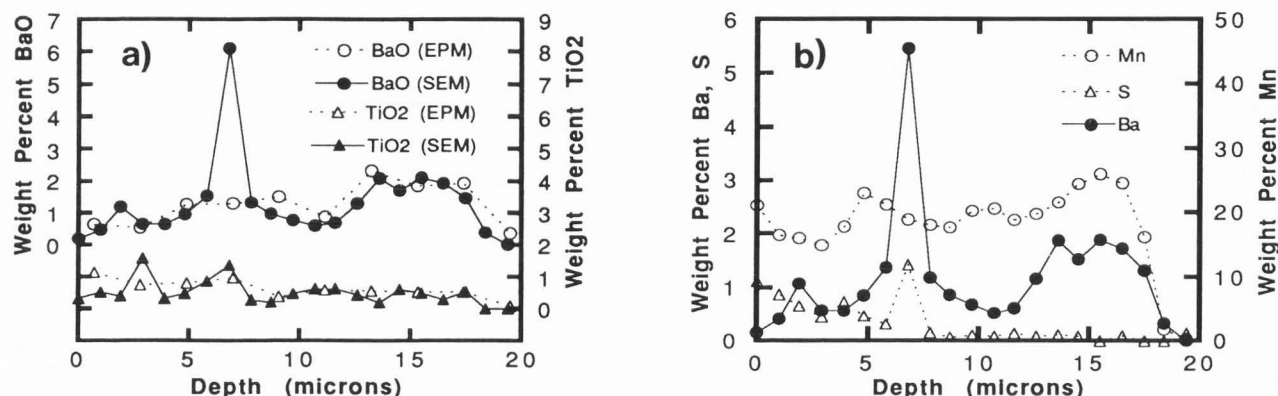 a)
Weight Percent BaO
7
6
5
4
3
2
1
0
BaO (EPM)
BaO (SEM)
TiO2 (EPM)
TiO2 (SEM)
9
8
7
6
5
4
3
2
1
0
Weight Percent TiO2
0
5
10
15
20
Depth (microns)
b)
Weight Percent Ba, S
6
5
4
3
2
1
0
Mn
S
Ba
50
40
30
20
10
0
Weight Percent Mn
0
5
10
15
20
Depth (microns)